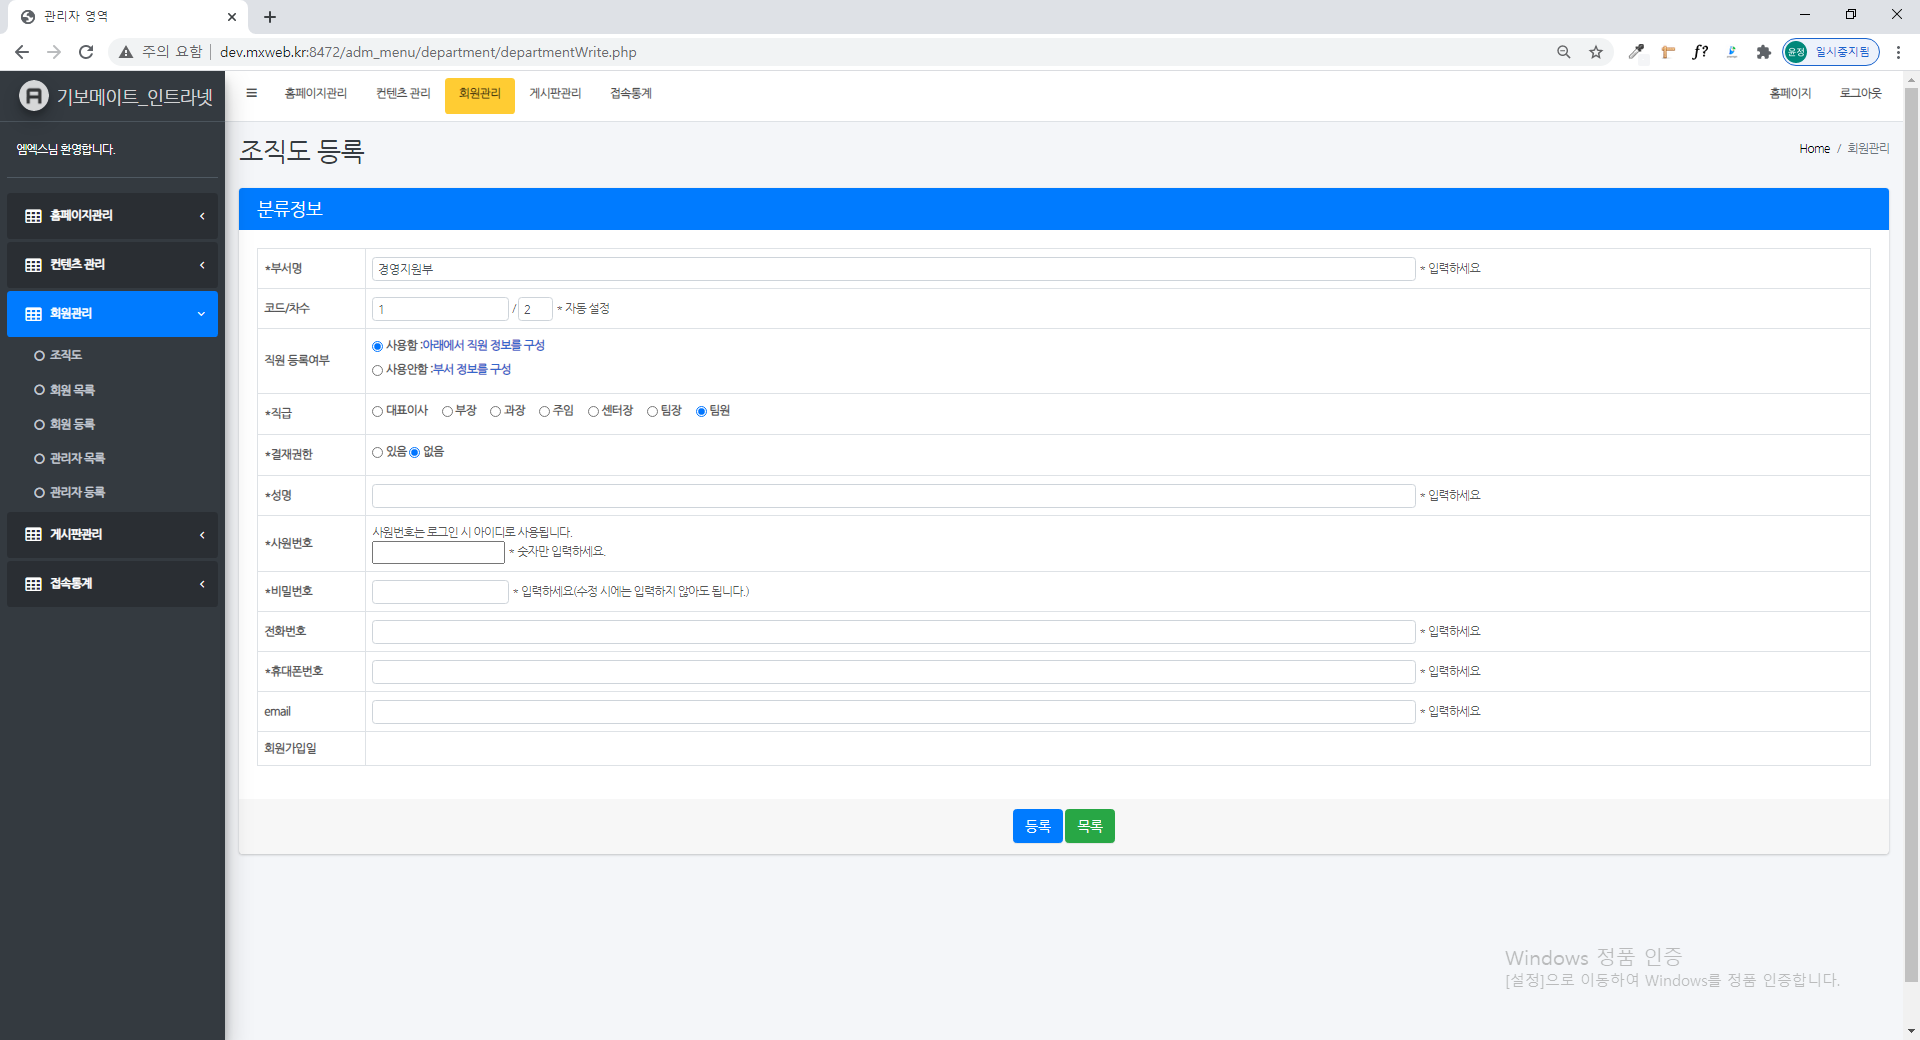 관리자 영역
주의 요함 | dev.mxweb.kr:8472/adm_menu/department/departmentWrite.php
f?
윤정 일시중지됨
기보메이트_인트라넷
홈페이지관리 컨텐츠 관리 회원관리 게시판관리 접속통계
홈페이지 로그아웃
엠엑스님 환영합니다.
조직도 등록
Home / 회원관리
홈페이지관리
컨텐츠 관리
회원관리
조직도
회원 목록
회원 등록
관리자 목록
관리자 등록
게시판관리
접속통계
분류정보
*부서명 경영지원부 * 입력하세요
코드/차수 1 / 2 * 자동 설정
직원 등록여부 사용함 :아래에서 직원 정보를 구성
사용안함 :부서 정보를 구성
*직급 대표이사 부장 과장 주임 센터장 팀장 팀원
*결재권한 있음 없음
*성명 * 입력하세요
사원번호는 로그인 시 아이디로 사용됩니다.
*사원번호 * 숫자만 입력하세요.
*비밀번호 * 입력하세요(수정 시에는 입력하지 않아도 됩니다.)
전화번호 * 입력하세요
*휴대폰번호 * 입력하세요
email * 입력하세요
회원가입일
등록 목록
Windows 정품 인증
[설정]으로 이동하여 Windows를 정품 인증합니다.